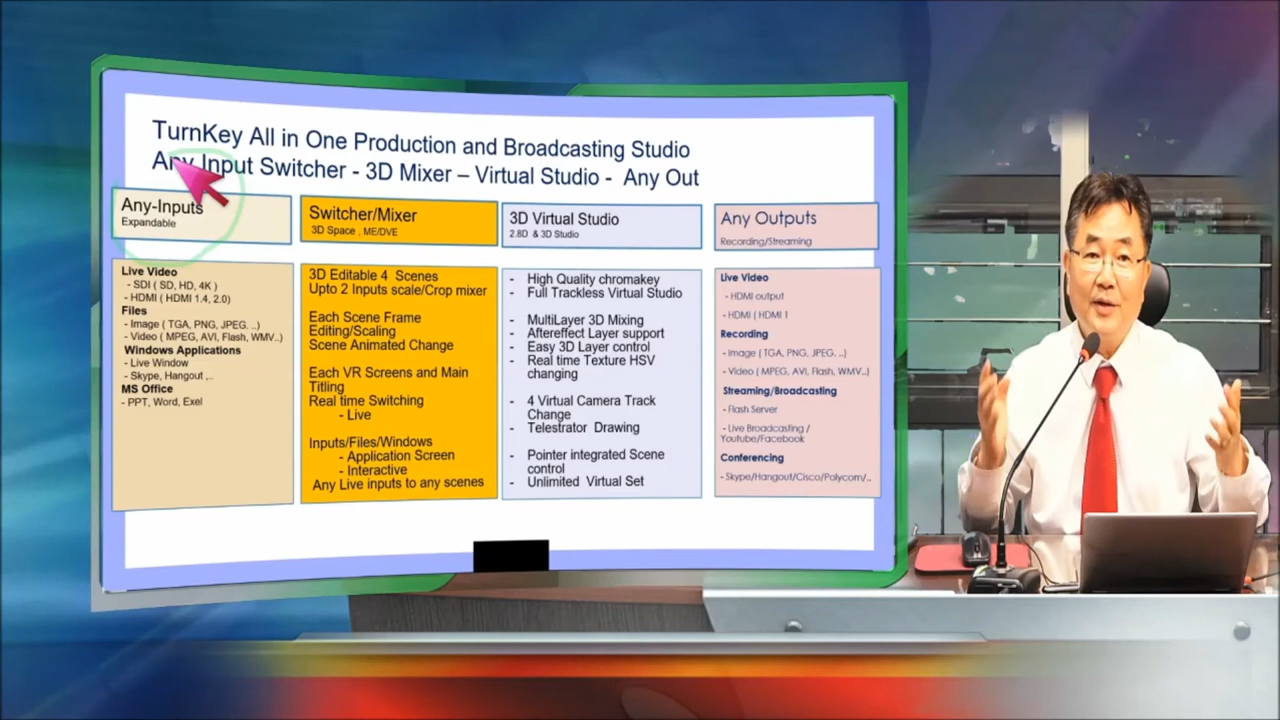 TurnKey All in One Production and Broadcasting Studio
Any Input Switcher - 3D Mixer – Virtual Studio - Any Out
Any-Inputs
Expandable
Live Video
- SDI ( SD, HD, 4K )
- HDMI ( HDMI 1.4, 2.0)
Files
- Image ( TGA, PNG, JPEG. ..)
- Video ( MPEG, AVI, Flash, WMV..)
Windows Applications
- Live Window
- Skype, Hangout ,..
MS Office
- PPT, Word, Exel
Switcher/Mixer
3D Space , ME/DVE
3D Editable 4 Scenes
Upto 2 Inputs scale/Crop mixer
Each Scene Frame
Editing/Scaling
Scene Animated Change
Each VR Screens and Main
Titling
Real time Switching
- Live
Inputs/Files/Windows
- Application Screen
- Interactive
Any Live inputs to any scenes
3D Virtual Studio
2.8D & 3D Studio
- High Quality chromakey
- Full Trackless Virtual Studio
- MultiLayer 3D Mixing
- Aftereffect Layer support
- Easy 3D Layer control
- Real time Texture HSV
changing
- 4 Virtual Camera Track
Change
- Telestrator Drawing
- Pointer integrated Scene
control
- Unlimited Virtual Set
Any Outputs
Recording/Streaming
Live Video
- HDMI output
- HDMI ( HDMI 1
Recording
- Image ( TGA, PNG, JPEG. ..)
- Video ( MPEG, AVI, Flash, WMV..)
Streaming/Broadcasting
- Flash Server
- Live Broadcasting /
Youtube/Facebook
Conferencing
- Skype/Hangout/Cisco/Polycom/..